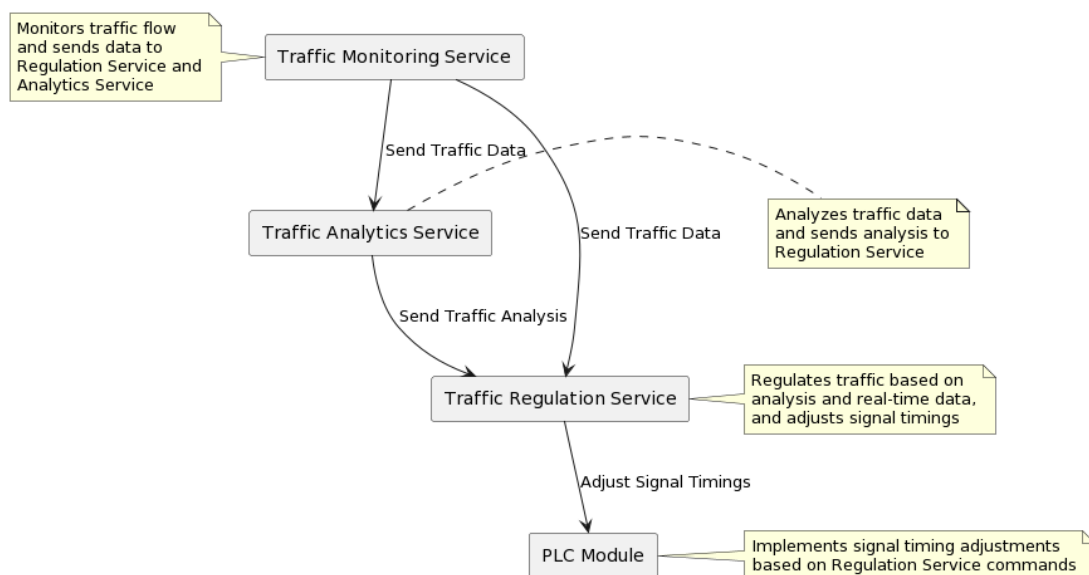 Monitors traffic flow
and sends data to
Regulation Service and
Analytics Service
Traffic Monitoring Service
Send Traffic Data
Traffic Analytics Service
Send Traffic Data
Analyzes traffic data
and sends analysis to
Regulation Service
Send Traffic Analysis
Traffic Regulation Service
Regulates traffic based on
analysis and real-time data,
and adjusts signal timings
Adjust Signal Timings
PLC Module
Implements signal timing adjustments
based on Regulation Service commands